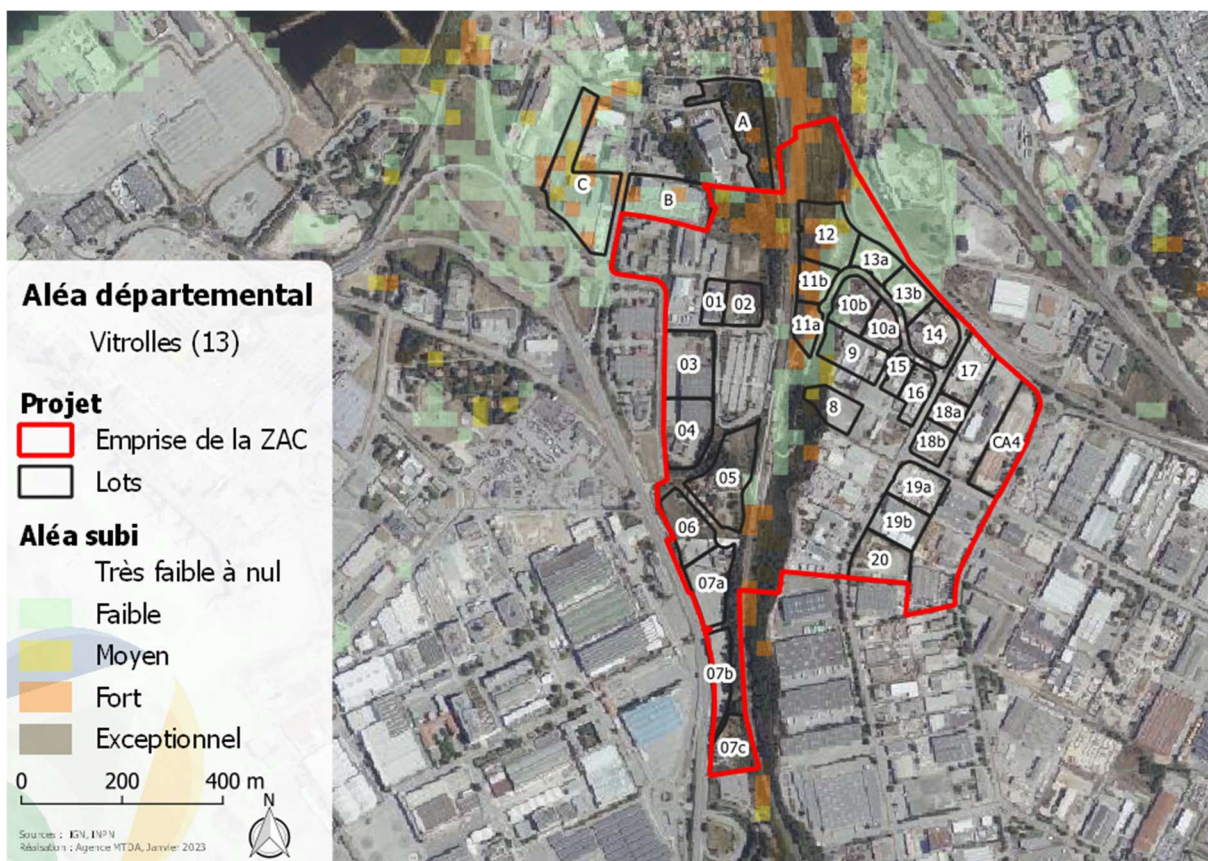 Aléa départemental
Vitrolles (13)
Projet
Emprise de la ZAC
Lots
Aléa subi
Très faible à nul
Faible
Moyen
Fort
Exceptionnel
0 200 400 m
N
Sources : IGN, INPN
Réalisation : Agence MTDA, Janvier 2023
A
C
B
12
13a
11b
13b
01
02
10b
11a
10a
14
9
15
03
17
16
8
18a
04
18b
CA4
05
19a
06
19b
20
07a
07b
07c